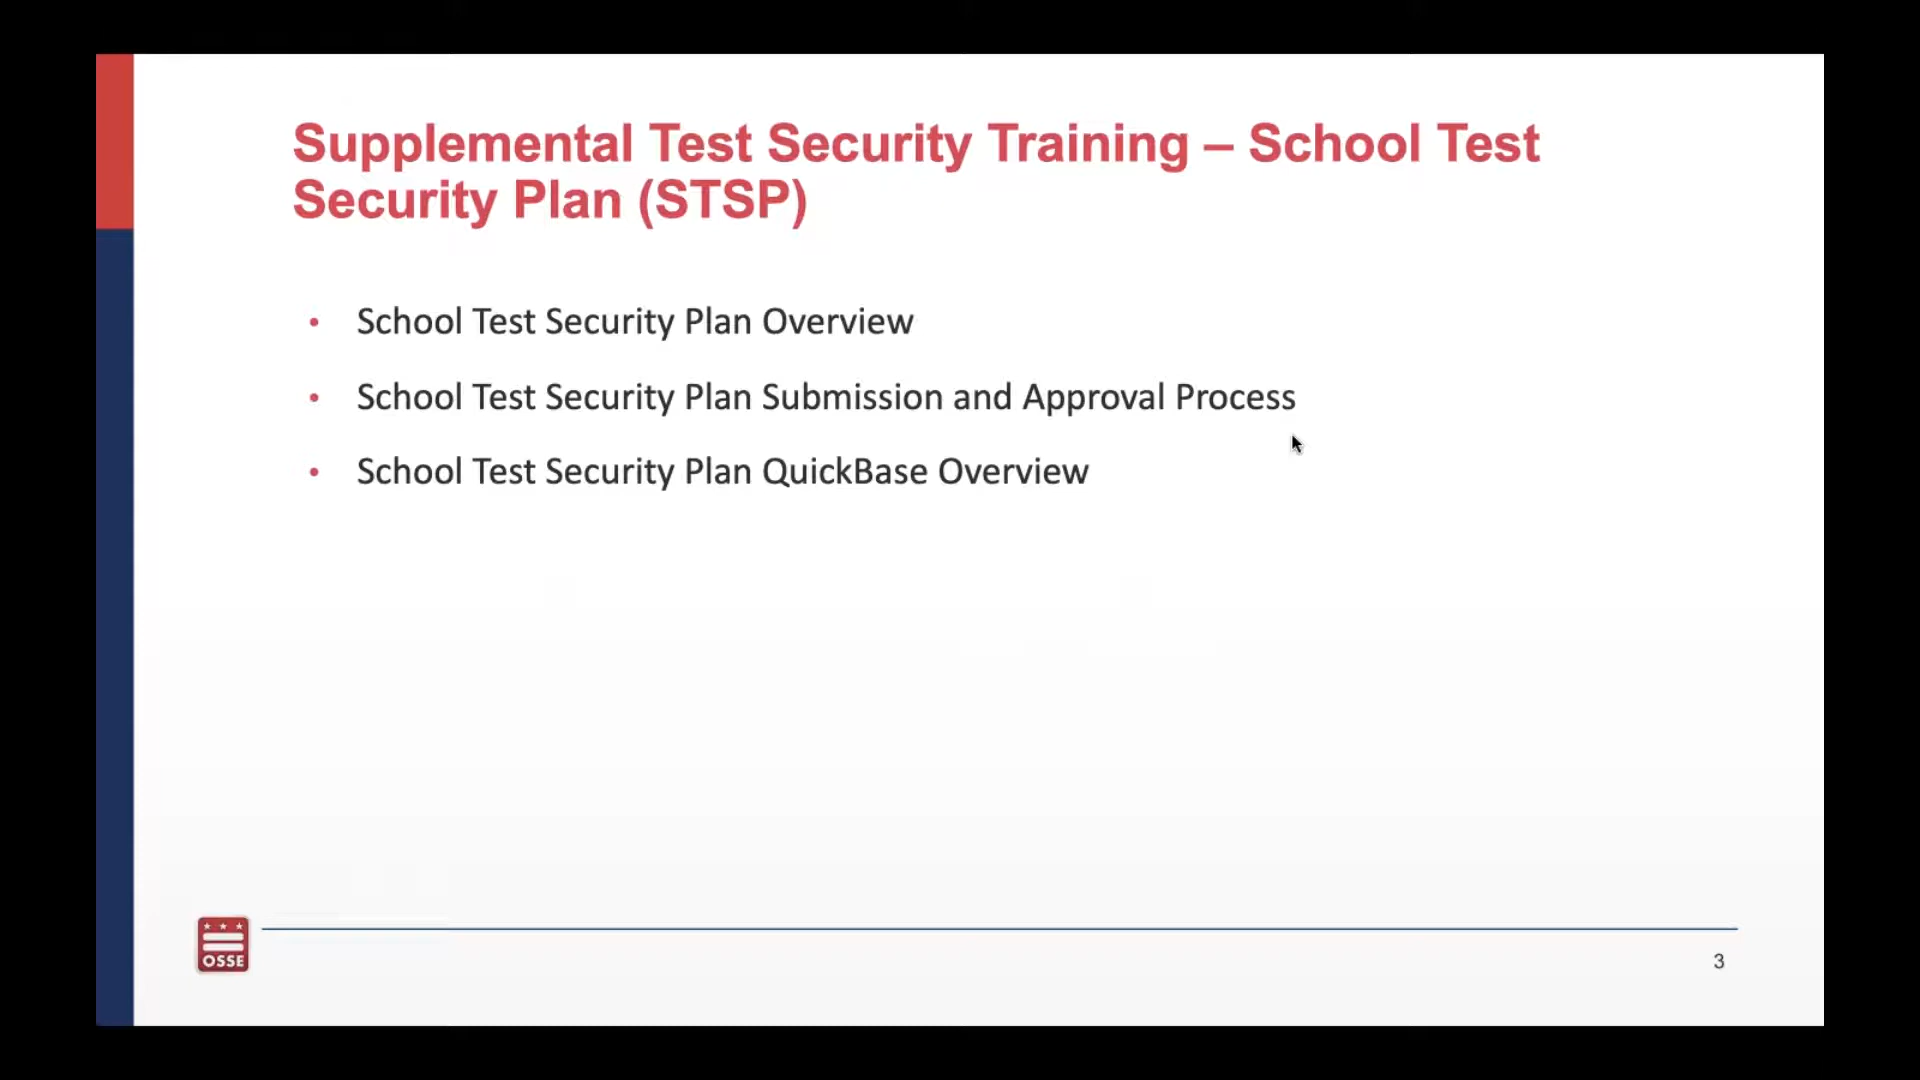 Supplemental Test Security Training – School Test
Security Plan (STSP)
• School Test Security Plan Overview
• School Test Security Plan Submission and Approval Process
• School Test Security Plan QuickBase Overview
OSSE
3